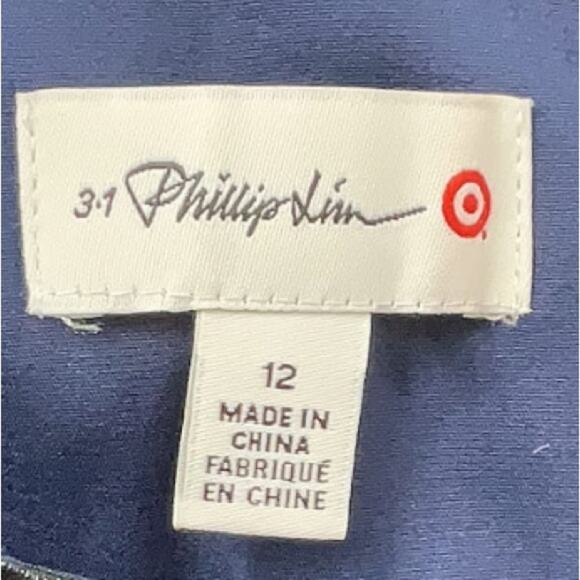 3.1 Phillip Lim
12
MADE IN
CHINA
FABRIQUÉ
EN CHINE